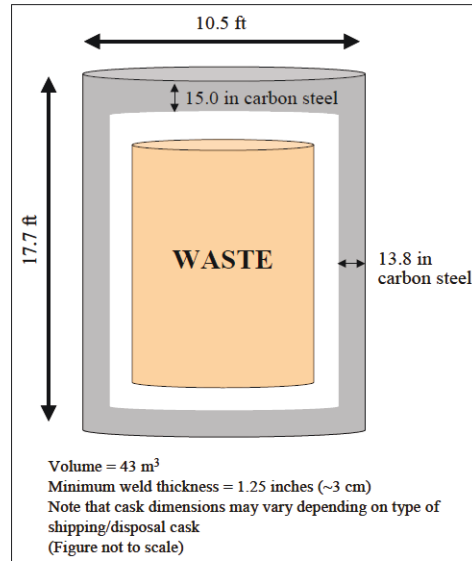 10.5 ft
15.0 in carbon steel
17.7 ft
WASTE
13.8 in
carbon steel
Volume = 43 m³
Minimum weld thickness = 1.25 inches (~3 cm)
Note that cask dimensions may vary depending on type of
shipping/disposal cask
(Figure not to scale)